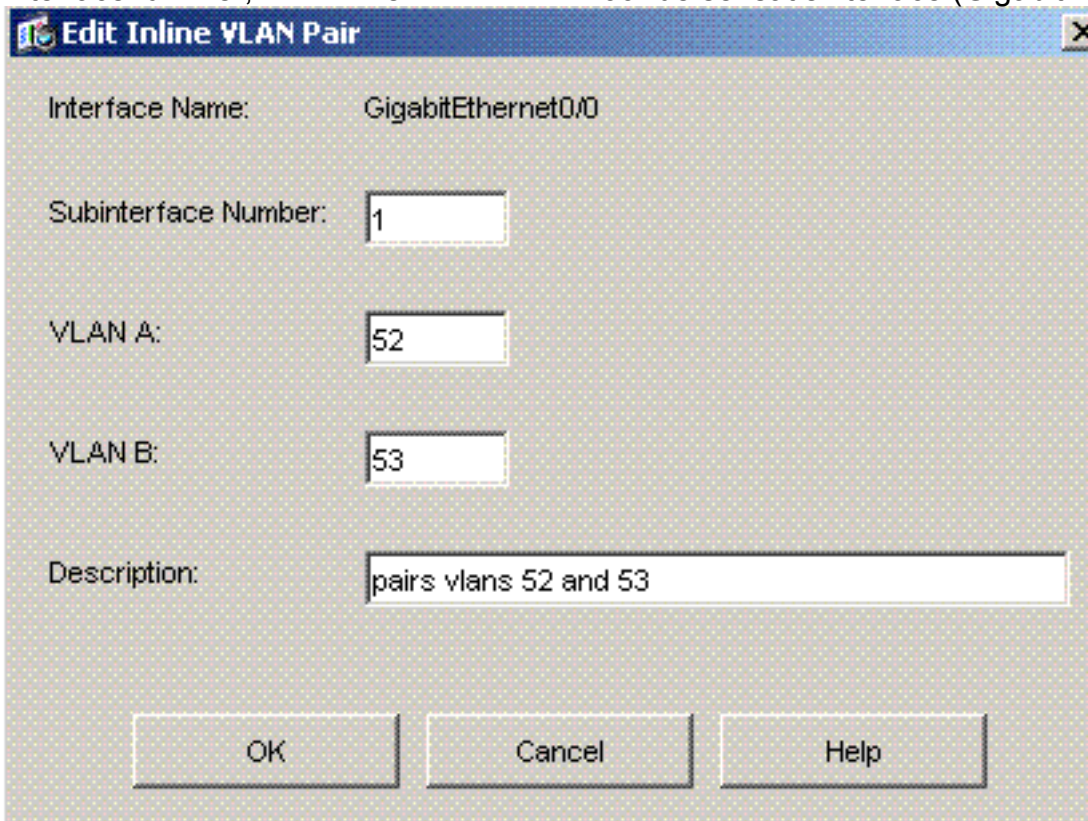 Edit Inline VLAN Pair
Interface Name: GigabitEthernet0/0
Subinterface Number: 1
VLAN A: 52
VLAN B: 53
Description: pairs vlans 52 and 53
OK Cancel Help